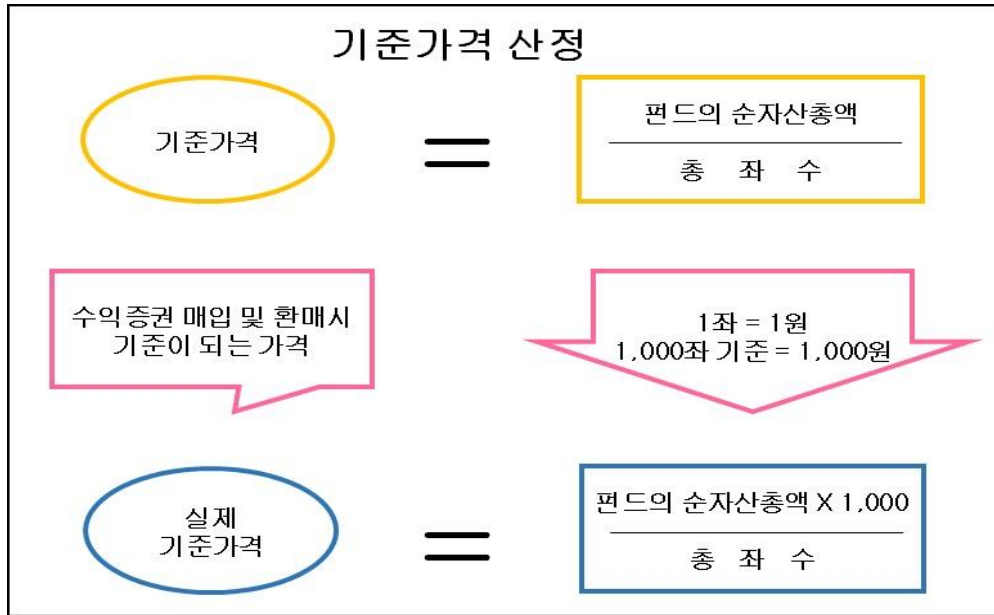 기준가격 산정
기준가격
=
펀드의 순자산총액
총 좌 수
수익증권 매입 및 환매시
기준이 되는 가격
1좌 = 1원
1,000좌 기준 = 1,000원
실제
기준가격
=
펀드의 순자산총액 X 1,000
총 좌 수